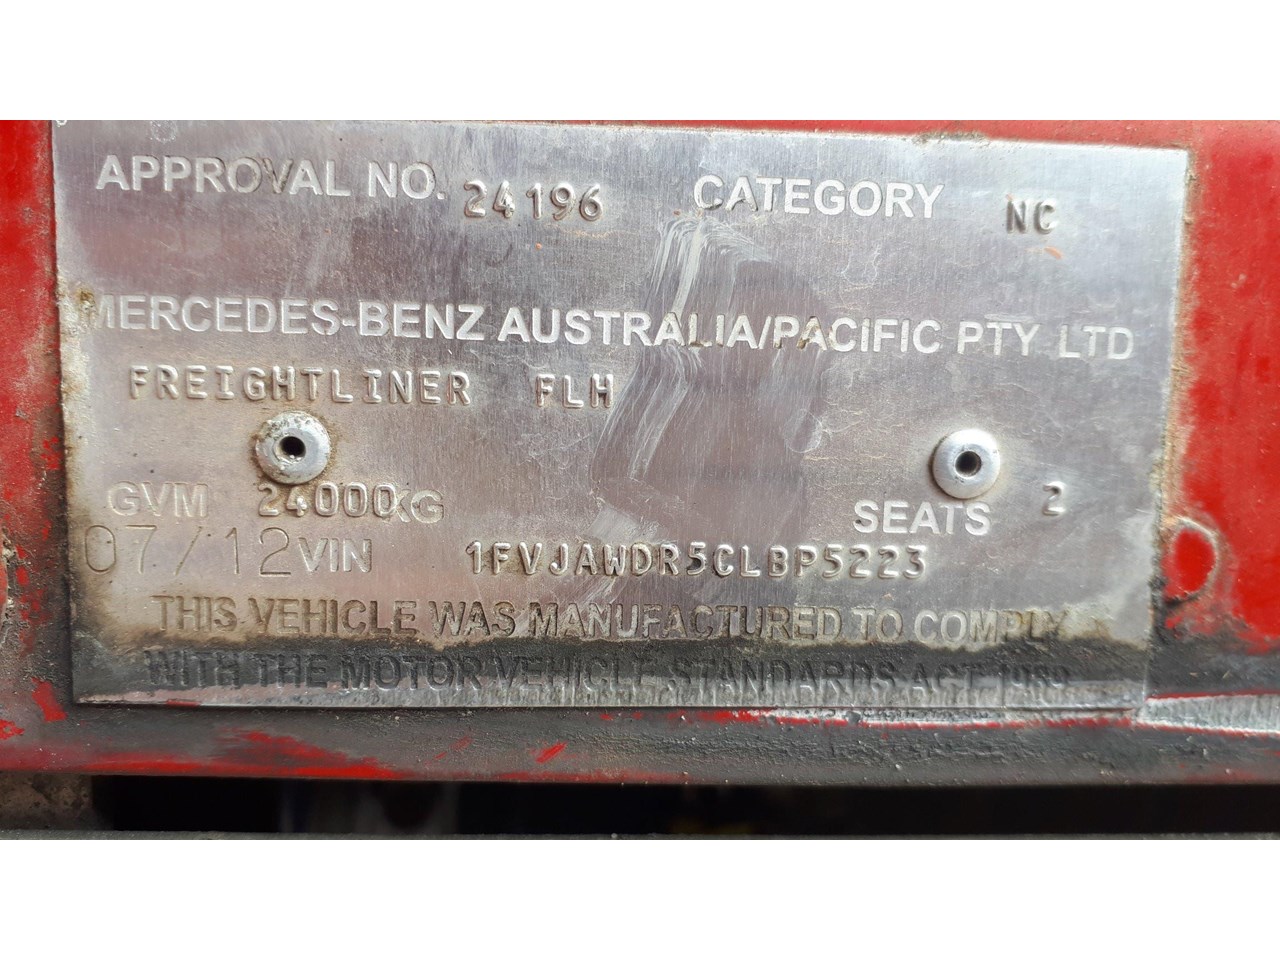 APPROVAL NO. 24196 CATEGORY NC
MERCEDES-BENZ AUSTRALIA/PACIFIC PTY LTD
FREIGHTLINER FLH
GVM 24000KG SEATS 2
07/12 VIN 1FVJAWDR5CLBP5223
THIS VEHICLE WAS MANUFACTURED TO COMPLY
WITH THE MOTOR VEHICLE STANDARDS ACT 1989